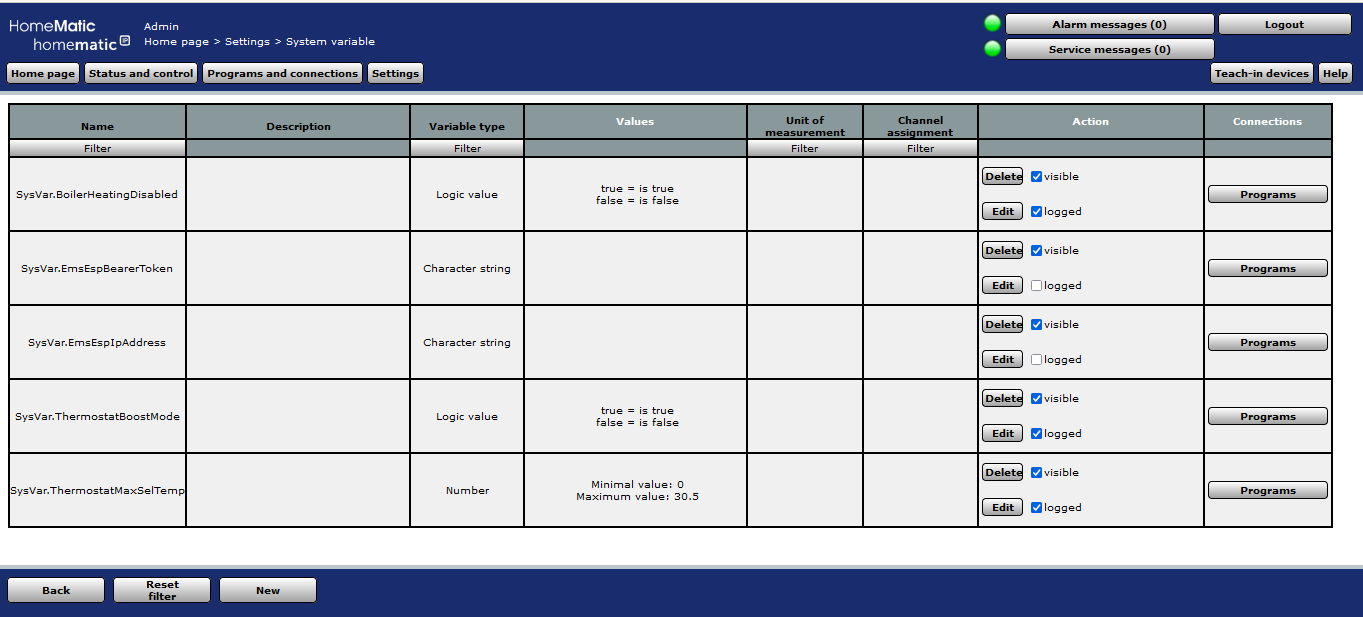 HomeMatic
homematic IP
Admin
Home page > Settings > System variable
Alarm messages (0)
Logout
Service messages (0)
Home page
Status and control
Programs and connections
Settings
Teach-in devices
Help
Name
Description
Variable type
Values
Unit of
measurement
Channel
assignment
Action
Connections
Filter
Filter
Filter
Filter
SysVar.BoilerHeatingDisabled
Logic value
true = is true
false = is false
Delete
visible
Edit
logged
Programs
SysVar.EmsEspBearerToken
Character string
Delete
visible
Edit
logged
Programs
SysVar.EmsEspIpAddress
Character string
Delete
visible
Edit
logged
Programs
SysVar.ThermostatBoostMode
Logic value
true = is true
false = is false
Delete
visible
Edit
logged
Programs
SysVar.ThermostatMaxSelTemp
Number
Minimal value: 0
Maximum value: 30.5
Delete
visible
Edit
logged
Programs
Back
Reset
filter
New